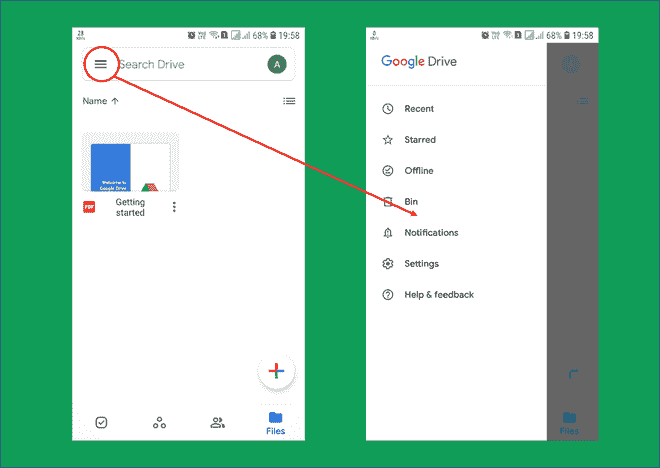 28
KB/s
68%
19:58
Search Drive
A
Name
Welcome to
Google Drive
PDF
Getting
started
Files
0
KB/s
68%
19:58
Google Drive
Recent
Starred
Offline
Bin
Notifications
Settings
Help & feedback
Files